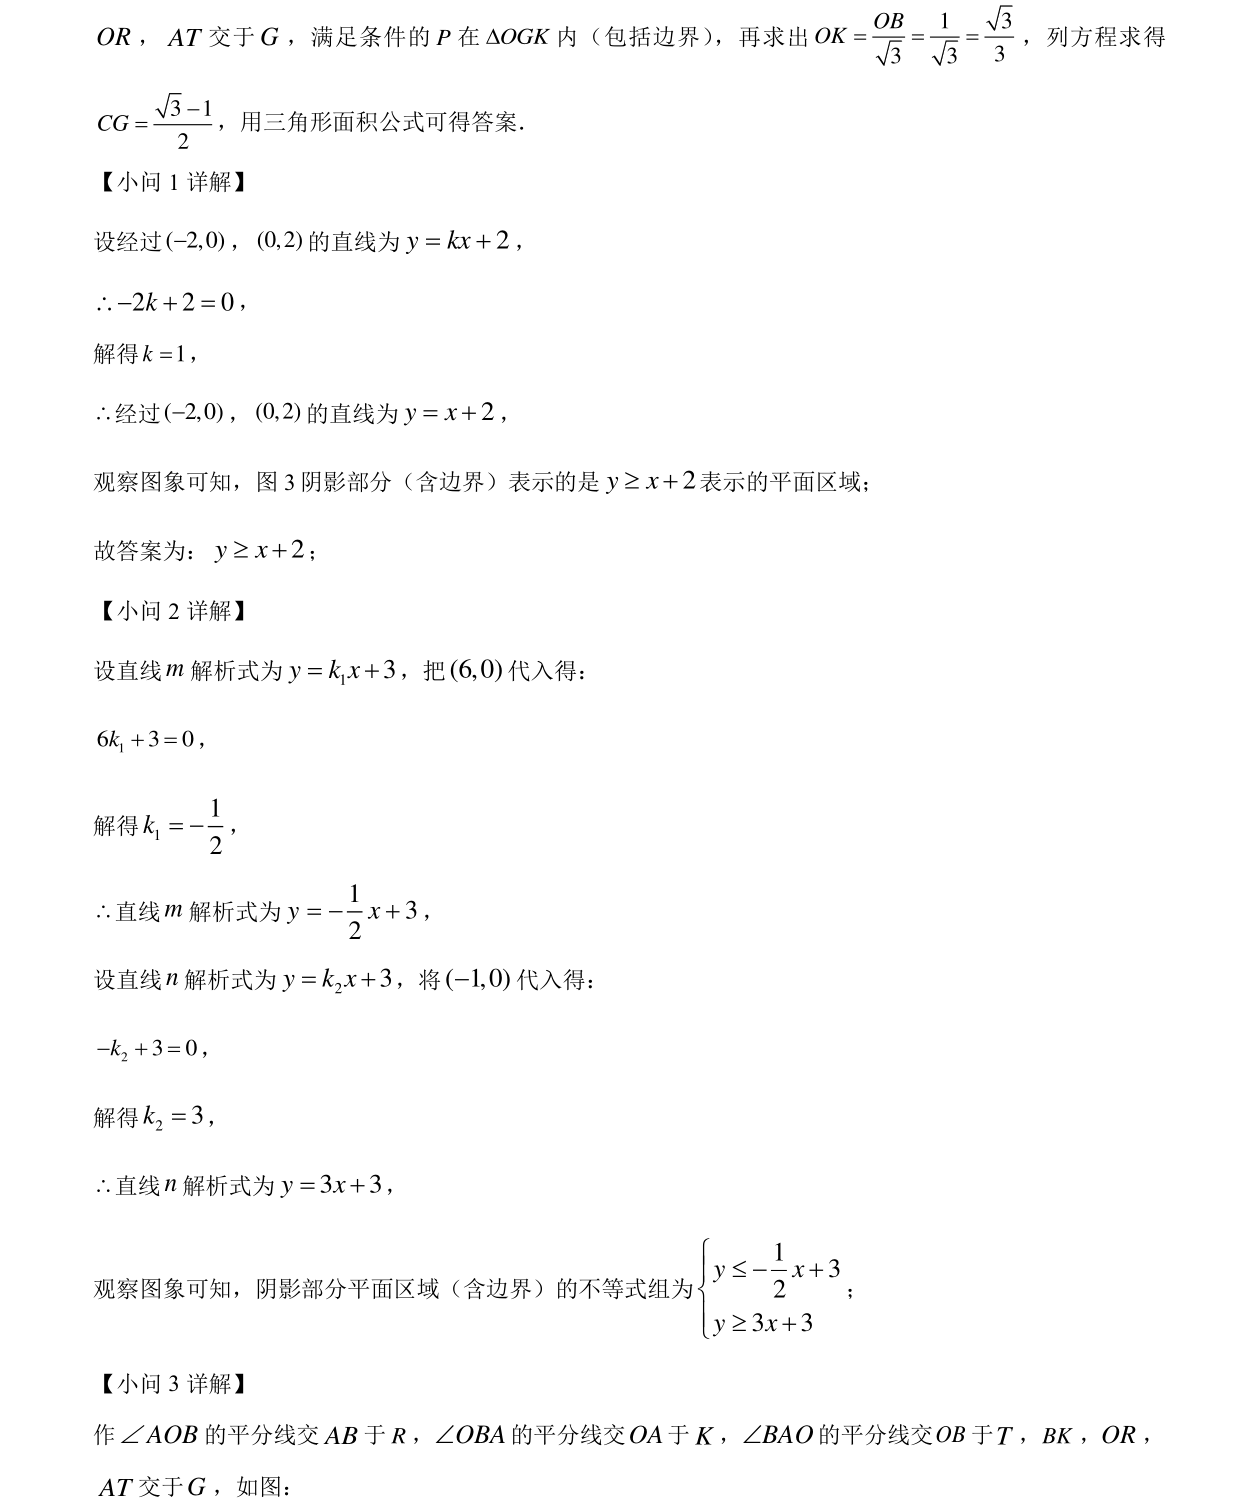 OR，AT 交于 G，满足条件的 P 在 ΔOGK 内（包括边界），再求出 OK = OB/√3 = 1/√3 = √3/3，列方程求得
CG = (√3−1)/2，用三角形面积公式可得答案.
【小问 1 详解】
设经过(−2,0)，(0,2)的直线为 y = kx + 2，
∴−2k + 2 = 0，
解得 k = 1，
∴经过(−2,0)，(0,2)的直线为 y = x + 2，
观察图象可知，图 3 阴影部分（含边界）表示的是 y ≥ x + 2 表示的平面区域；
故答案为：y ≥ x + 2；
【小问 2 详解】
设直线 m 解析式为 y = k₁x + 3，把(6,0)代入得：
6k₁ + 3 = 0，
解得 k₁ = −1/2，
∴直线 m 解析式为 y = −1/2 x + 3，
设直线 n 解析式为 y = k₂x + 3，将(−1,0)代入得：
−k₂ + 3 = 0，
解得 k₂ = 3，
∴直线 n 解析式为 y = 3x + 3，
观察图象可知，阴影部分平面区域（含边界）的不等式组为 { y ≤ −1/2 x + 3
y ≥ 3x + 3 ；
【小问 3 详解】
作∠AOB 的平分线交 AB 于 R，∠OBA 的平分线交 OA 于 K，∠BAO 的平分线交 OB 于 T，BK，OR，
AT 交于 G，如图：